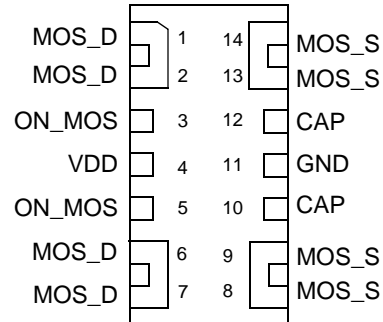 MOS_D 1 14 MOS_S
MOS_D 2 13 MOS_S
ON_MOS 3 12 CAP
VDD 4 11 GND
ON_MOS 5 10 CAP
MOS_D 6 9 MOS_S
MOS_D 7 8 MOS_S